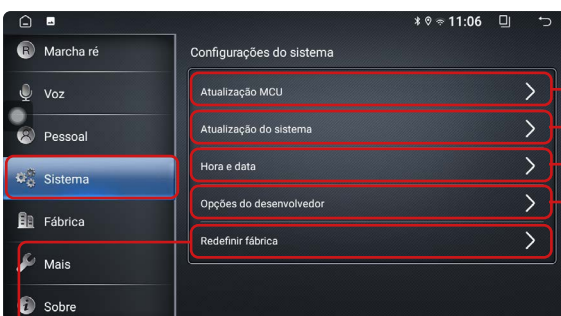 11:06
R Marcha ré
Voz
Pessoal
Sistema
Fábrica
Mais
Sobre
Configurações do sistema
Atualização MCU
Atualização do sistema
Hora e data
Opções do desenvolvedor
Redefinir fábrica